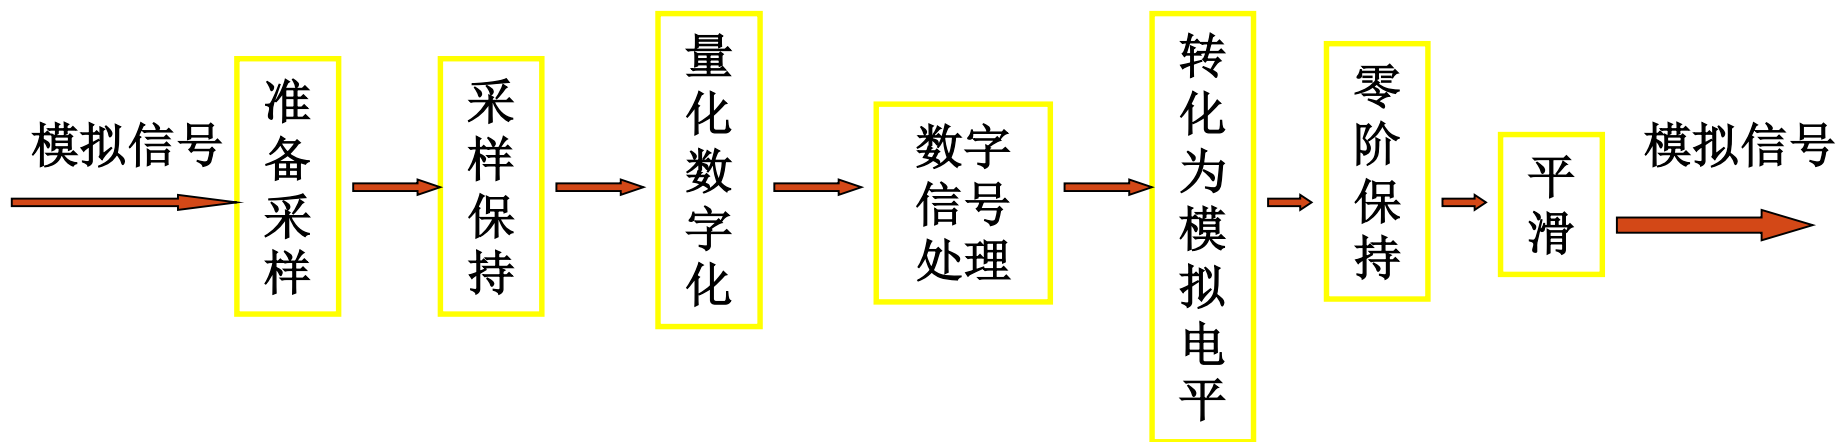 模拟信号
准备采样
采样保持
量化数字化
数字
信号
处理
转化为模拟电平
零阶保持
平滑
模拟信号